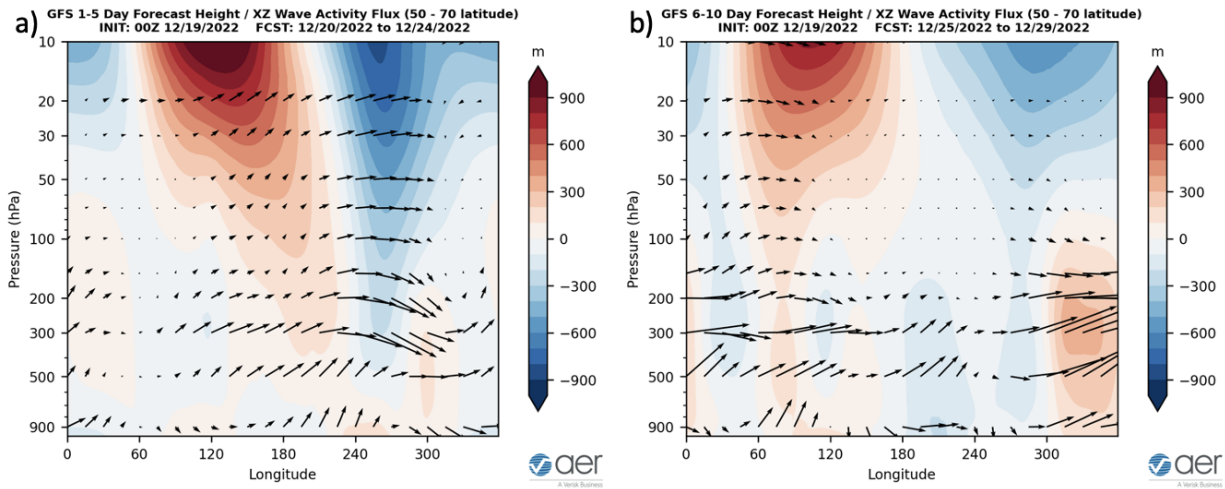 a)
GFS 1-5 Day Forecast Height / XZ Wave Activity Flux (50 - 70 latitude)
INIT: 00Z 12/19/2022 FCST: 12/20/2022 to 12/24/2022
Pressure (hPa)
10
20
30
50
100
200
300
500
900
0 60 120 180 240 300
Longitude
m
900
600
300
0
−300
−600
−900
aer
A Verisk Business
b)
GFS 6-10 Day Forecast Height / XZ Wave Activity Flux (50 - 70 latitude)
INIT: 00Z 12/19/2022 FCST: 12/25/2022 to 12/29/2022
Pressure (hPa)
10
20
30
50
100
200
300
500
900
0 60 120 180 240 300
Longitude
m
900
600
300
0
−300
−600
−900
aer
A Verisk Business